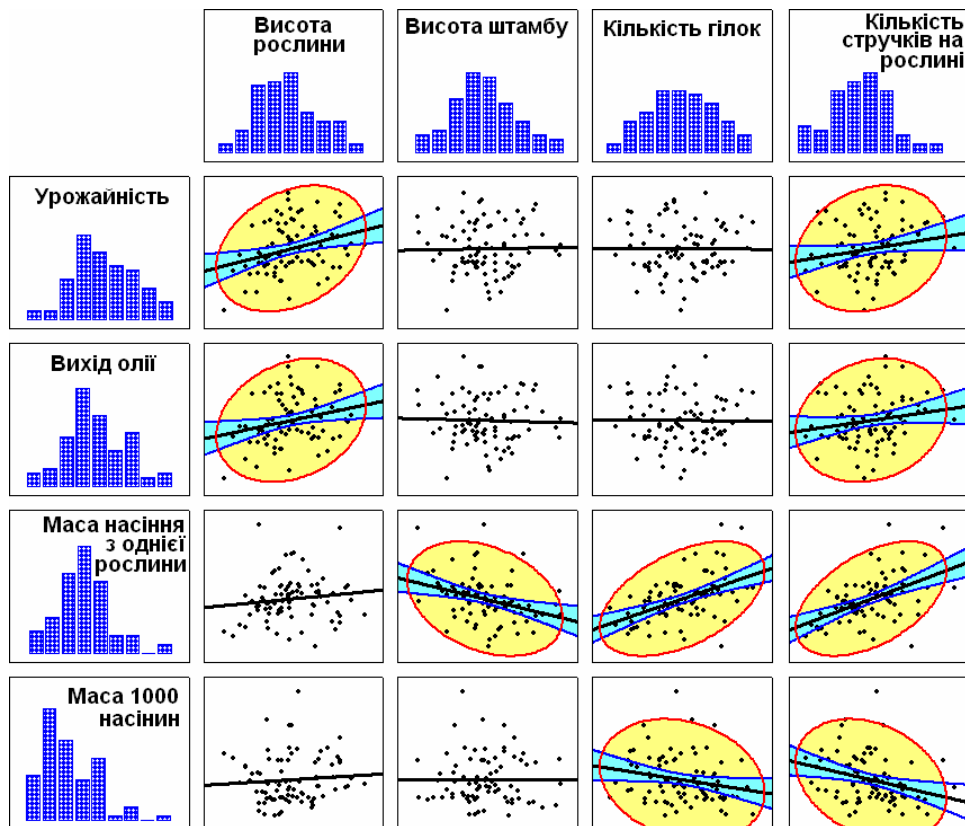 Висота
рослини
Висота штамбу
Кількість гілок
Кількість
стручків на
рослині
Урожайність
Вихід олії
Маса насіння
з однієї
рослини
Маса 1000
насінин